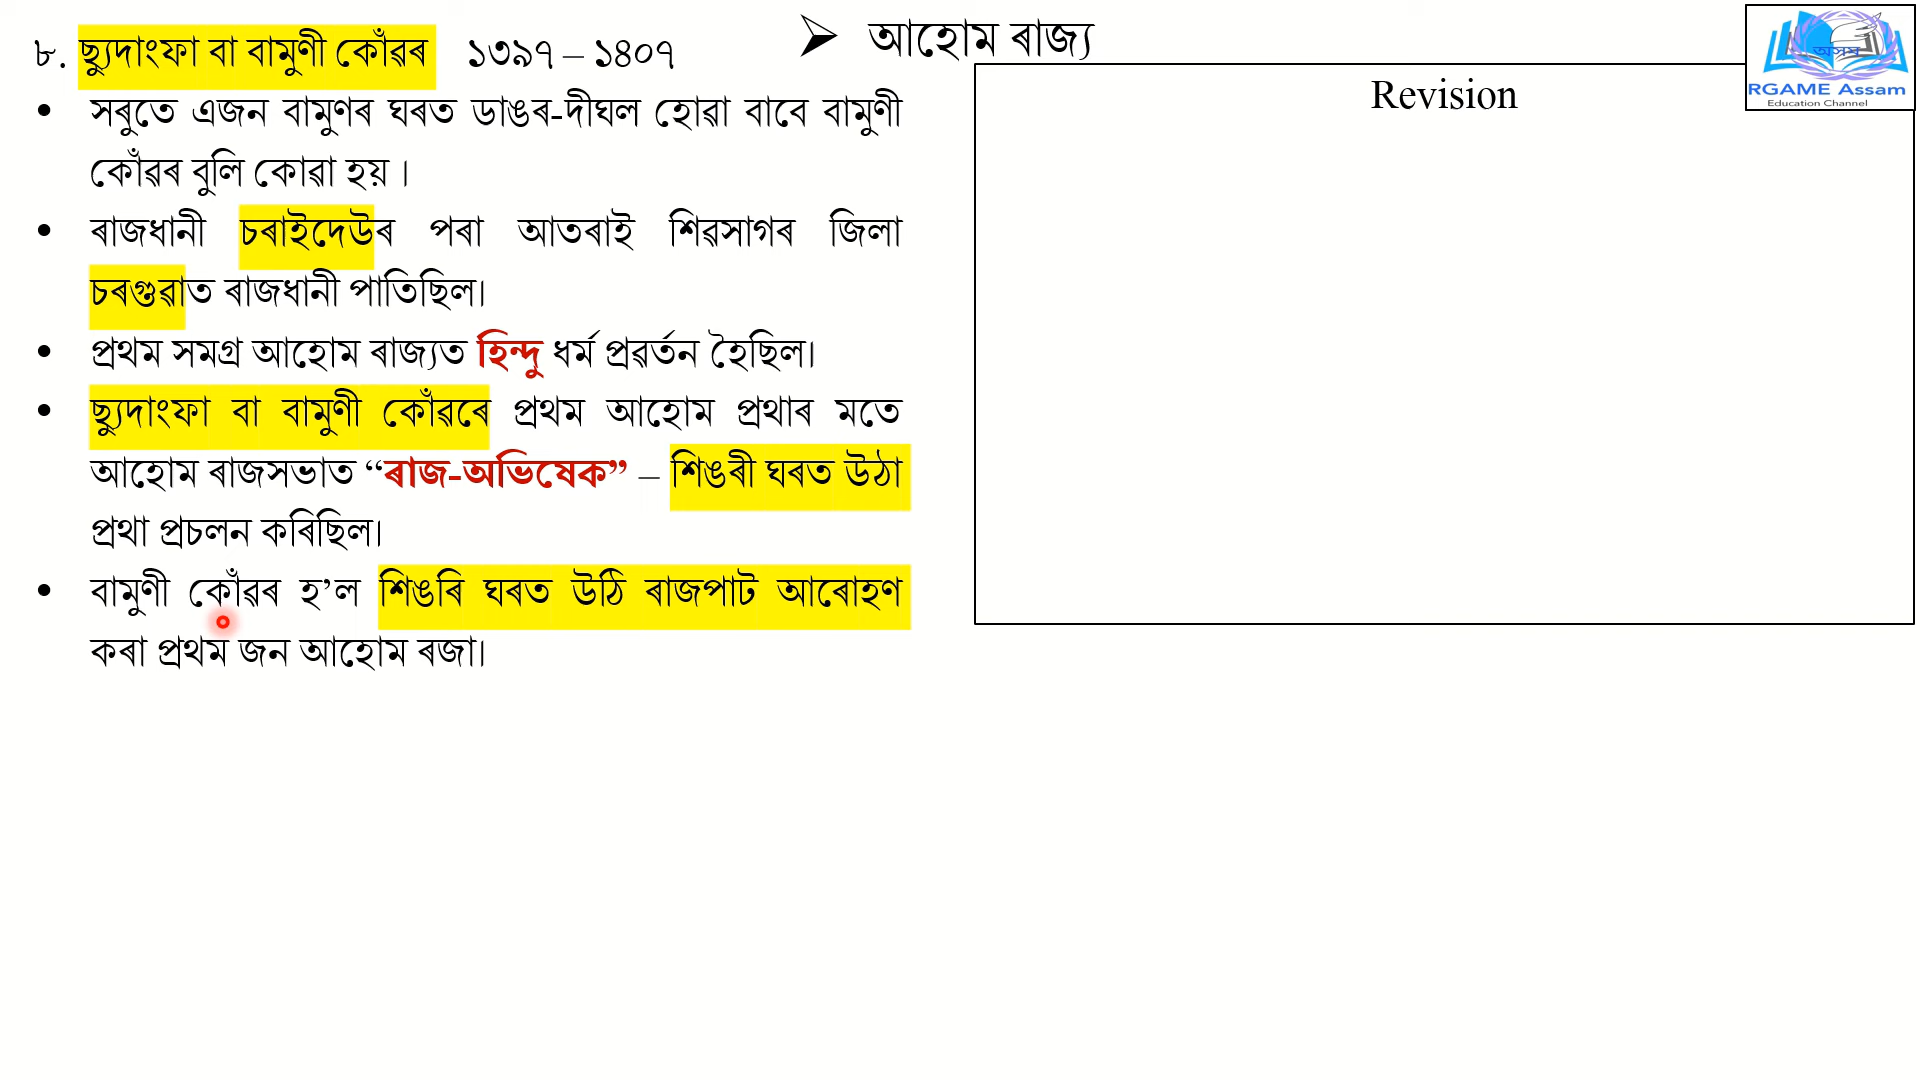 ➢ আহোম ৰাজ্য
৮. ছ্যুদাংফা বা বামুণী কোঁৱৰ ১৩৯৭ – ১৪০৭
• সৰুতে এজন বামুণৰ ঘৰত ডাঙৰ-দীঘল হোৱা বাবে বামুণী
কোঁৱৰ বুলি কোৱা হয়।
• ৰাজধানী চৰাইদেউৰ পৰা আতৰাই শিৱসাগৰ জিলা
চৰগুৱাত ৰাজধানী পাতিছিল।
• প্ৰথম সমগ্ৰ আহোম ৰাজ্যত হিন্দু ধৰ্ম প্ৰৱৰ্তন হৈছিল।
• ছ্যুদাংফা বা বামুণী কোঁৱৰে প্ৰথম আহোম প্ৰথাৰ মতে
আহোম ৰাজসভাত “ৰাজ-অভিষেক” – শিঙৰী ঘৰত উঠা
প্ৰথা প্ৰচলন কৰিছিল।
• বামুণী কোঁৱৰ হ’ল শিঙৰি ঘৰত উঠি ৰাজপাট আৰোহণ
কৰা প্ৰথম জন আহোম ৰজা।
Revision
অসম
RGAME Assam
Education Channel